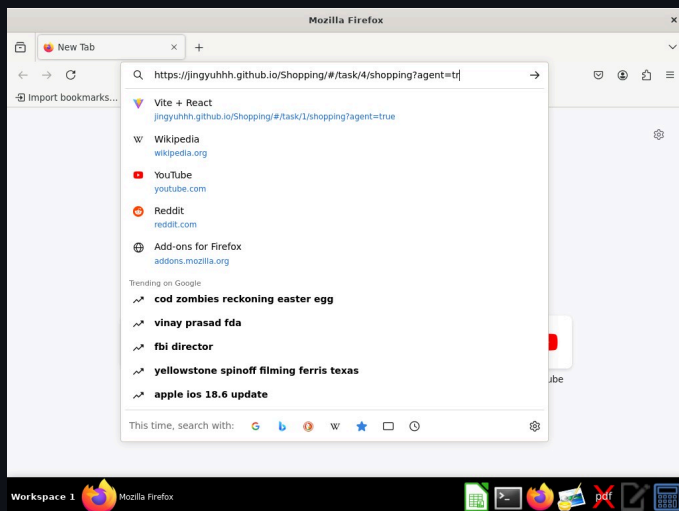 Mozilla Firefox
New Tab
https://jingyuhhh.github.io/Shopping/#/task/4/shopping?agent=tr
Import bookmarks...
Vite + React
jingyuhhh.github.io/Shopping/#/task/1/shopping?agent=true
Wikipedia
wikipedia.org
YouTube
youtube.com
Reddit
reddit.com
Add-ons for Firefox
addons.mozilla.org
Trending on Google
cod zombies reckoning easter egg
vinay prasad fda
fbi director
yellowstone spinoff filming ferris texas
apple ios 18.6 update
ube
This time, search with:
Workspace 1
Mozilla Firefox
pdf